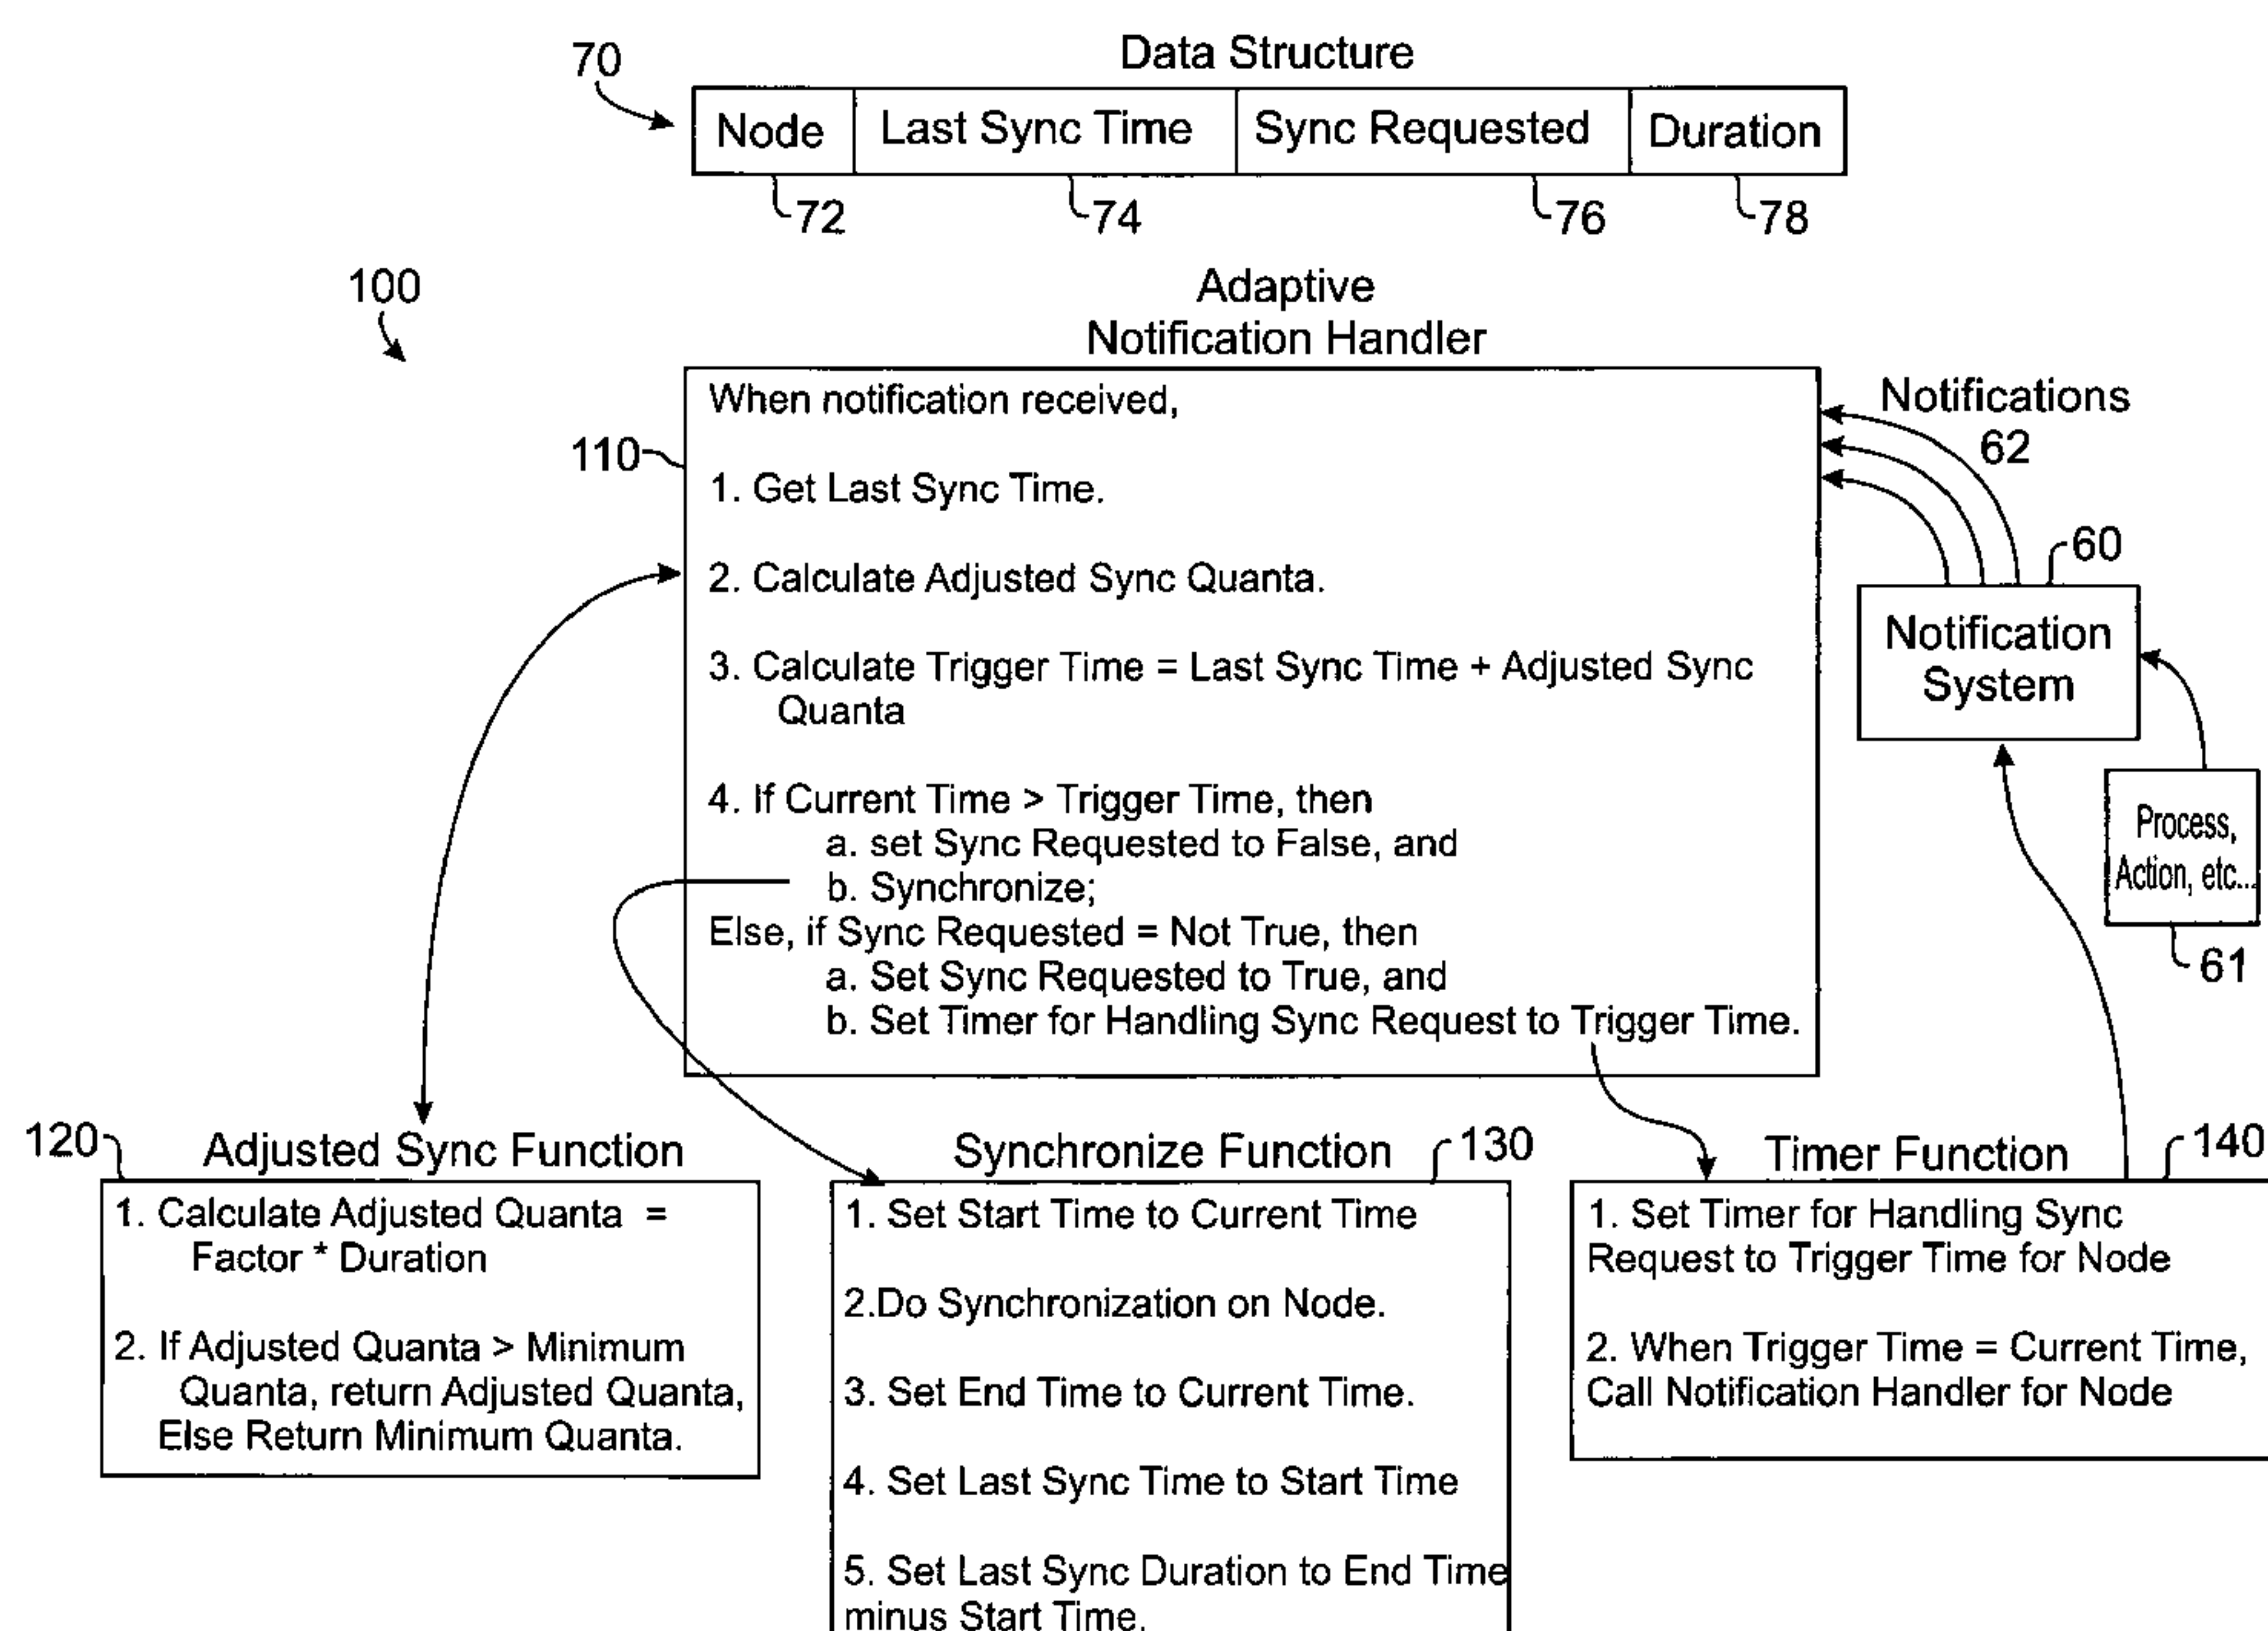 Data Structure
70
Node
Last Sync Time
Sync Requested
Duration
72
74
76
78
100
Adaptive
Notification Handler
When notification received,
110
1. Get Last Sync Time.
2. Calculate Adjusted Sync Quanta.
3. Calculate Trigger Time = Last Sync Time + Adjusted Sync
Quanta
4. If Current Time > Trigger Time, then
a. set Sync Requested to False, and
b. Synchronize;
Else, if Sync Requested = Not True, then
a. Set Sync Requested to True, and
b. Set Timer for Handling Sync Request to Trigger Time.
Notifications
62
60
Notification
System
Process,
Action, etc...
61
120
Adjusted Sync Function
1. Calculate Adjusted Quanta =
Factor * Duration
2. If Adjusted Quanta > Minimum
Quanta, return Adjusted Quanta,
Else Return Minimum Quanta.
Synchronize Function
130
1. Set Start Time to Current Time
2.Do Synchronization on Node.
3. Set End Time to Current Time.
4. Set Last Sync Time to Start Time
5. Set Last Sync Duration to End Time
minus Start Time.
Timer Function
140
1. Set Timer for Handling Sync
Request to Trigger Time for Node
2. When Trigger Time = Current Time,
Call Notification Handler for Node